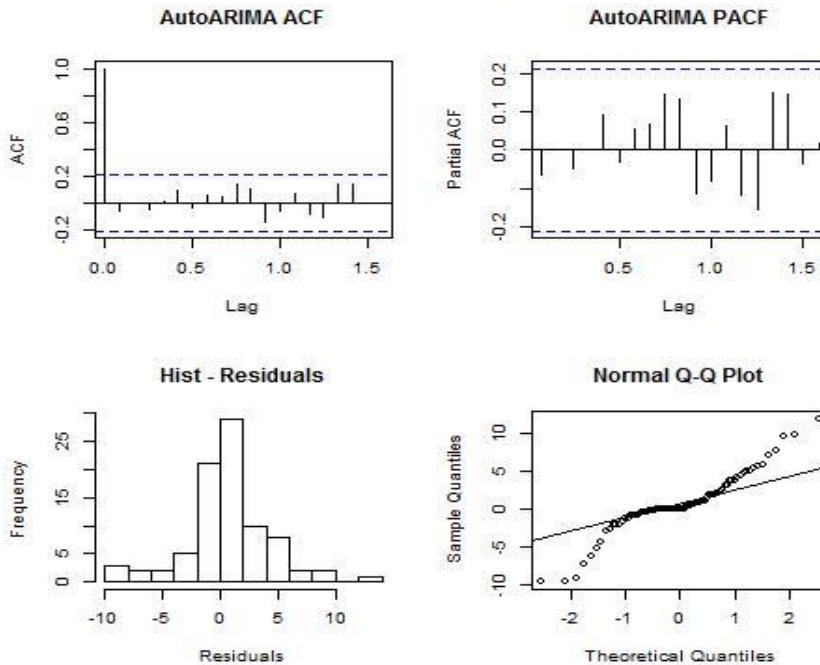 AutoARIMA ACF
ACF
-0.2 0.2 0.6 1.0
0.0 0.5 1.0 1.5
Lag
AutoARIMA PACF
Partial ACF
-0.2 0.0 0.1 0.2
0.5 1.0 1.5
Lag
Hist - Residuals
Frequency
0 5 15 25
-10 -5 0 5 10
Residuals
Normal Q-Q Plot
Sample Quantiles
-10 -5 0 5 10
-2 -1 0 1 2
Theoretical Quantiles